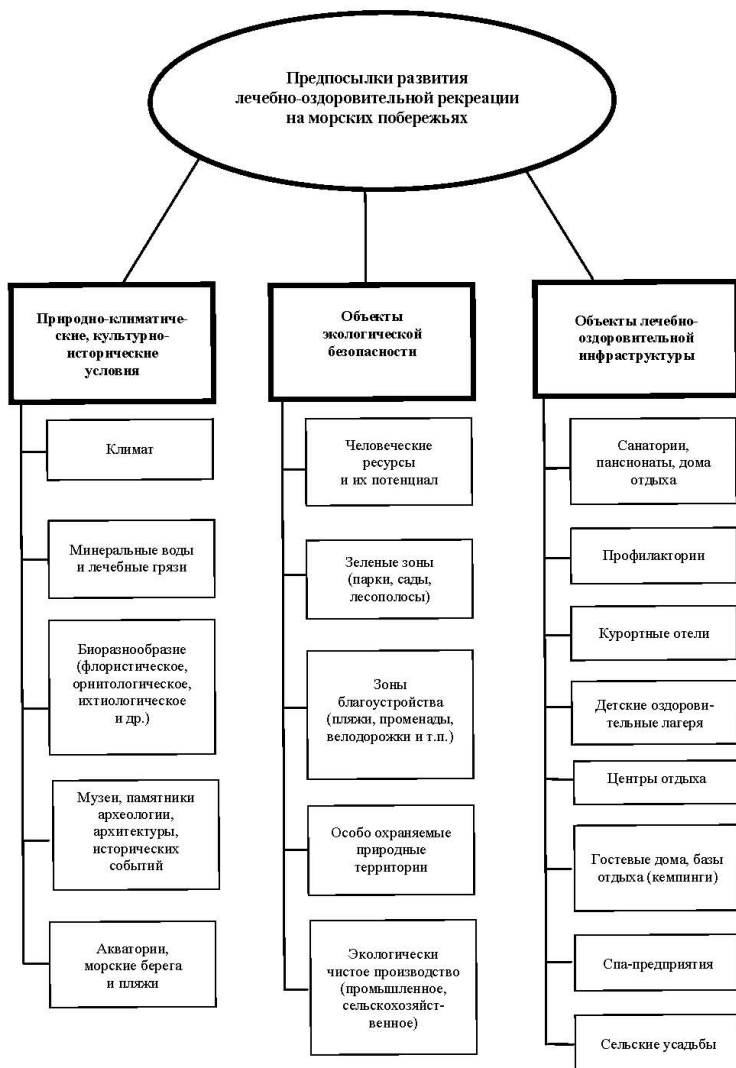 Предпосылки развития
лечебно-оздоровительной рекреации
на морских побережьях
Природно-климатиче-
ские, культурно-
исторические
условия
Климат
Минеральные воды
и лечебные грязи
Биоразнообразие
(флористическое,
орнитологическое,
ихтиологическое
и др.)
Музеи, памятники
археологии,
архитектуры,
исторических
событий
Акватории,
морские берега
и пляжи
Объекты
экологической
безопасности
Человеческие
ресурсы
и их потенциал
Зеленые зоны
(парки, сады,
лесополосы)
Зоны
благоустройства
(пляжи, променады,
велодорожки и т.п.)
Особо охраняемые
природные
территории
Экологически
чистое производство
(промышленное,
сельскохозяйст-
венное)
Объекты лечебно-
оздоровительной
инфраструктуры
Санатории,
пансионаты, дома
отдыха
Профилактории
Курортные отели
Детские оздорови-
тельные лагеря
Центры отдыха
Гостевые дома, базы
отдыха (кемпинги)
Спа-предприятия
Сельские усадьбы